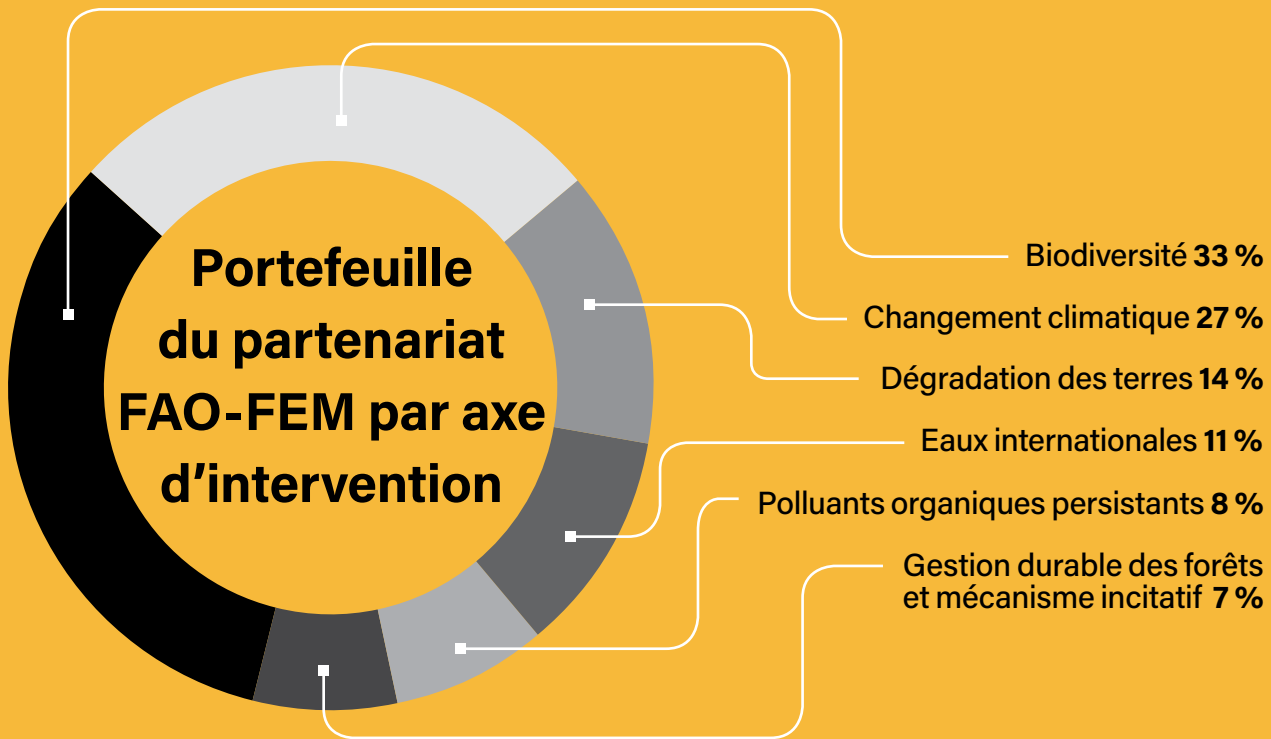 Portefeuille
du partenariat
FAO-FEM par axe
d’intervention
Biodiversité 33 %
Changement climatique 27 %
Dégradation des terres 14 %
Eaux internationales 11 %
Polluants organiques persistants 8 %
Gestion durable des forêts
et mécanisme incitatif 7 %